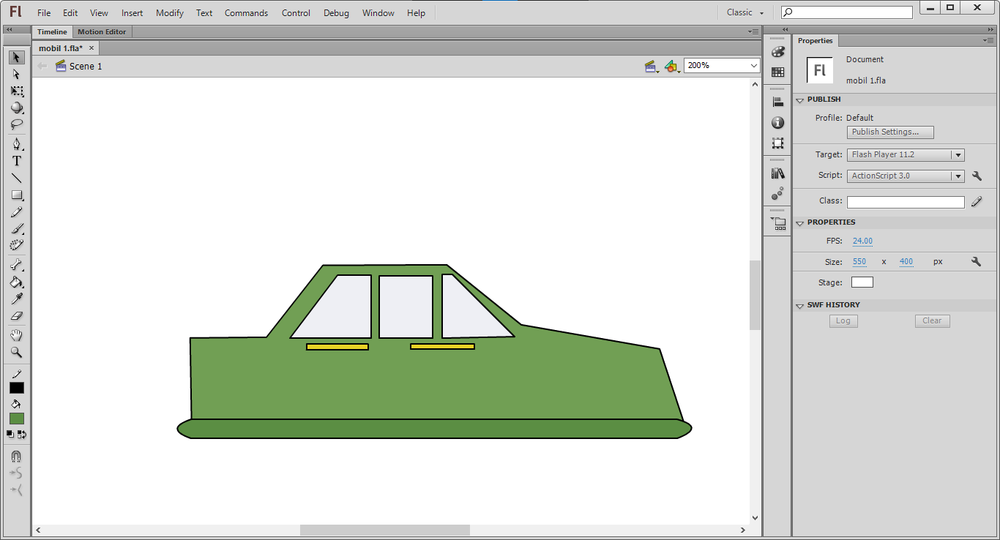 Fl File Edit View Insert Modify Text Commands Control Debug Window Help Classic
Timeline Motion Editor
mobil 1.fla* ×
Scene 1 200%
T
Properties
Fl Document
mobil 1.fla
PUBLISH
Profile: Default
Publish Settings...
Target: Flash Player 11.2
Script: ActionScript 3.0
Class:
PROPERTIES
FPS: 24.00
Size: 550 x 400 px
Stage:
SWF HISTORY
Log Clear